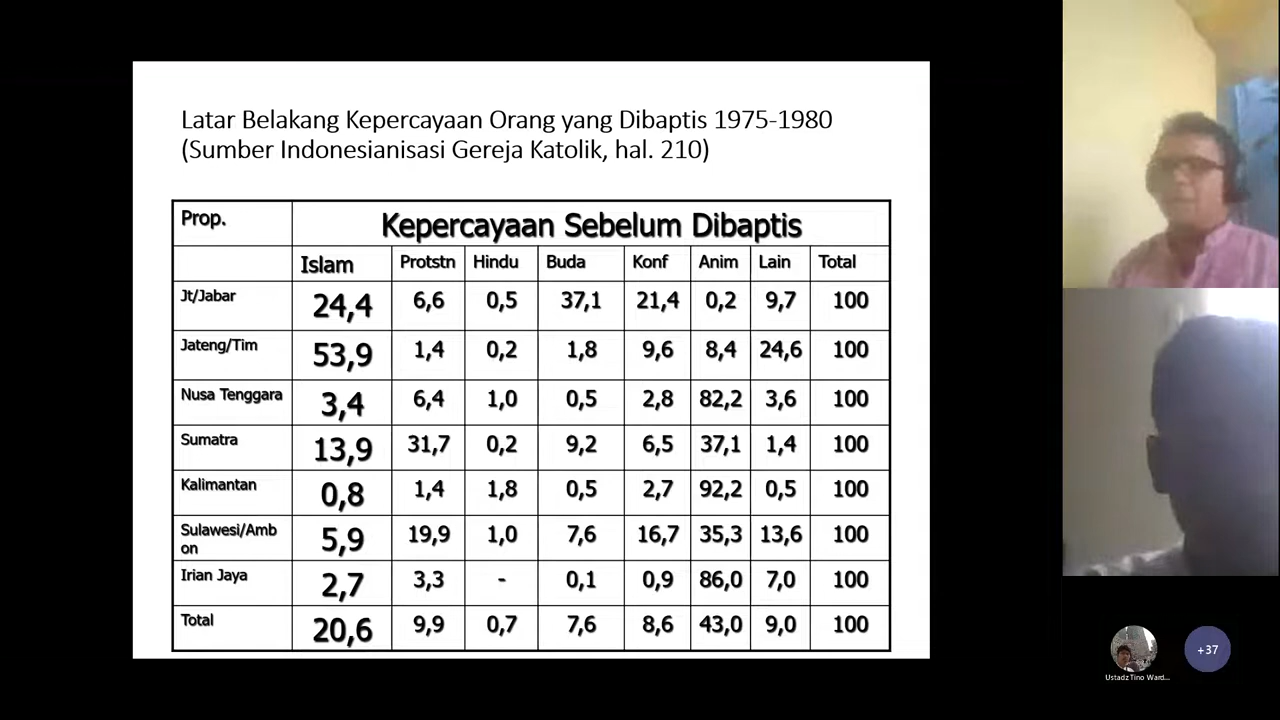 Latar Belakang Kepercayaan Orang yang Dibaptis 1975-1980
(Sumber Indonesianisasi Gereja Katolik, hal. 210)
Prop. Kepercayaan Sebelum Dibaptis
Islam Protstn Hindu Buda Konf Anim Lain Total
Jt/Jabar 24,4 6,6 0,5 37,1 21,4 0,2 9,7 100
Jateng/Tim 53,9 1,4 0,2 1,8 9,6 8,4 24,6 100
Nusa Tenggara 3,4 6,4 1,0 0,5 2,8 82,2 3,6 100
Sumatra 13,9 31,7 0,2 9,2 6,5 37,1 1,4 100
Kalimantan 0,8 1,4 1,8 0,5 2,7 92,2 0,5 100
Sulawesi/Amb
on 5,9 19,9 1,0 7,6 16,7 35,3 13,6 100
Irian Jaya 2,7 3,3 - 0,1 0,9 86,0 7,0 100
Total 20,6 9,9 0,7 7,6 8,6 43,0 9,0 100
+37
Ustadz Tino Ward...